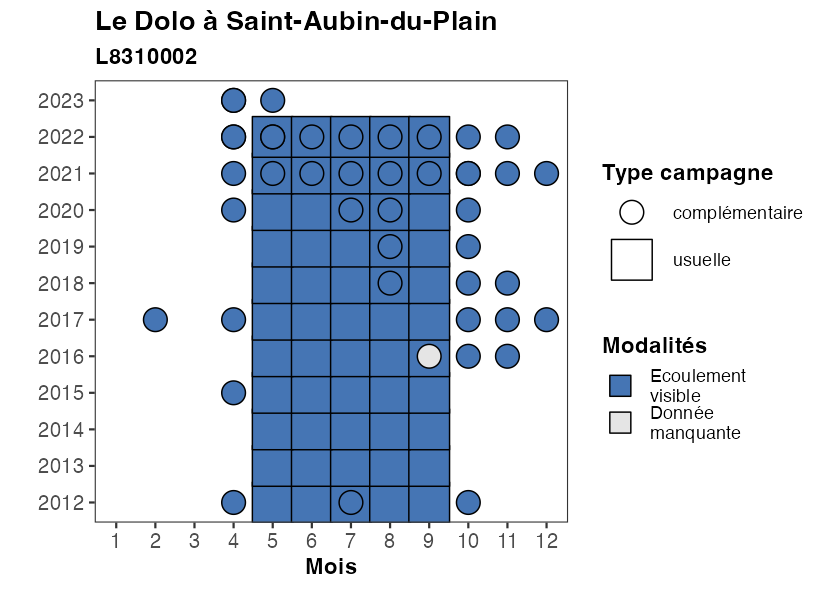 Le Dolo à Saint-Aubin-du-Plain
L8310002
2023
2022
2021
2020
2019
2018
2017
2016
2015
2014
2013
2012
1 2 3 4 5 6 7 8 9 10 11 12
Mois
Type campagne
complémentaire
usuelle
Modalités
Ecoulement
visible
Donnée
manquante